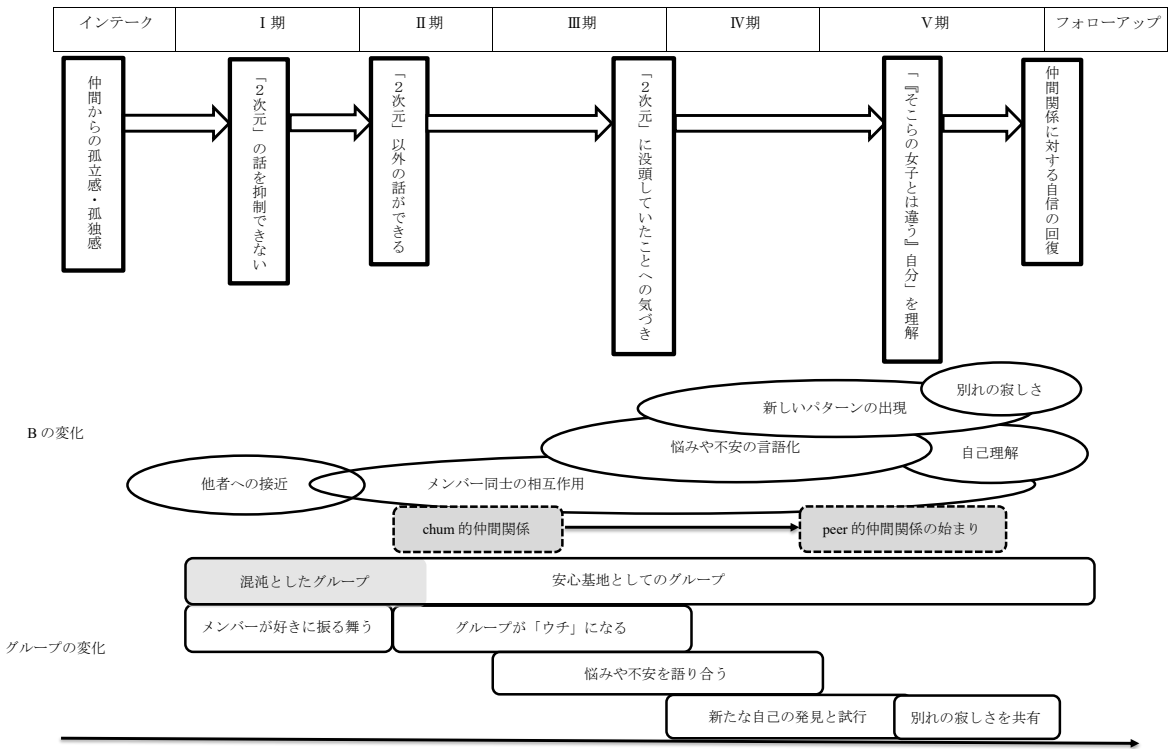 インテーク
Ⅰ期
Ⅱ期
Ⅲ期
Ⅳ期
Ⅴ期
フォローアップ
仲間からの孤立感・孤独感
「２次元」の話を抑制できない
「２次元」以外の話ができる
「２次元」に没頭していたことへの気づき
「『そこらの女子とは違う』自分」を理解
仲間関係に対する自信の回復
別れの寂しさ
新しいパターンの出現
B の変化
悩みや不安の言語化
自己理解
他者への接近
メンバー同士の相互作用
chum 的仲間関係
peer 的仲間関係の始まり
混沌としたグループ
安心基地としてのグループ
メンバーが好きに振る舞う
グループが「ウチ」になる
グループの変化
悩みや不安を語り合う
新たな自己の発見と試行
別れの寂しさを共有